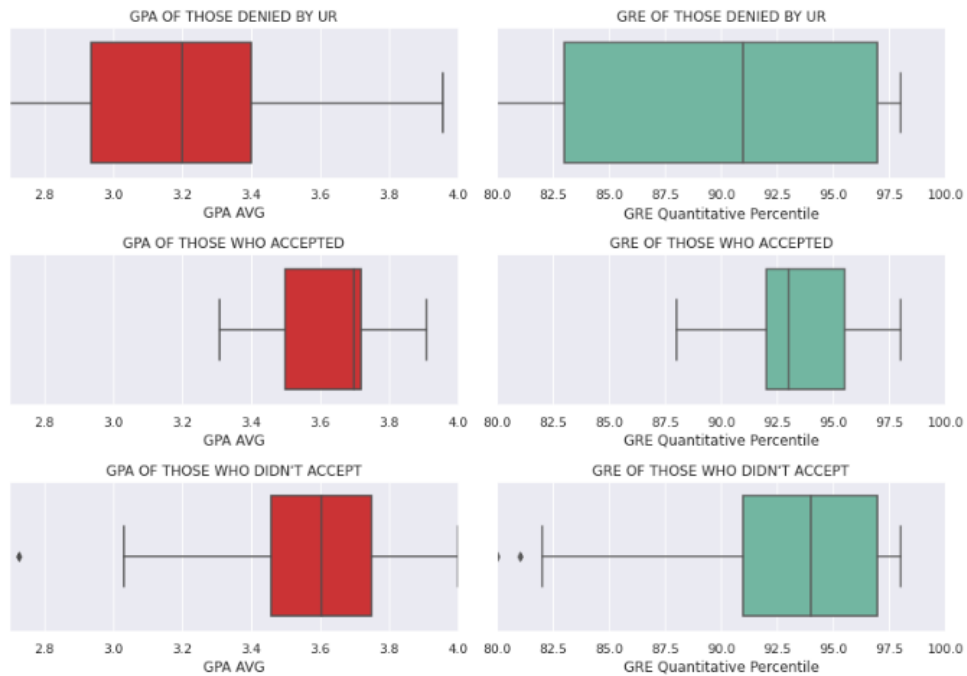 GPA OF THOSE DENIED BY UR
GRE OF THOSE DENIED BY UR
2.8 3.0 3.2 3.4 3.6 3.8 4.0
80.0 82.5 85.0 87.5 90.0 92.5 95.0 97.5 100.0
GPA AVG
GRE Quantitative Percentile
GPA OF THOSE WHO ACCEPTED
GRE OF THOSE WHO ACCEPTED
2.8 3.0 3.2 3.4 3.6 3.8 4.0
80.0 82.5 85.0 87.5 90.0 92.5 95.0 97.5 100.0
GPA AVG
GRE Quantitative Percentile
GPA OF THOSE WHO DIDN'T ACCEPT
GRE OF THOSE WHO DIDN'T ACCEPT
2.8 3.0 3.2 3.4 3.6 3.8 4.0
80.0 82.5 85.0 87.5 90.0 92.5 95.0 97.5 100.0
GPA AVG
GRE Quantitative Percentile